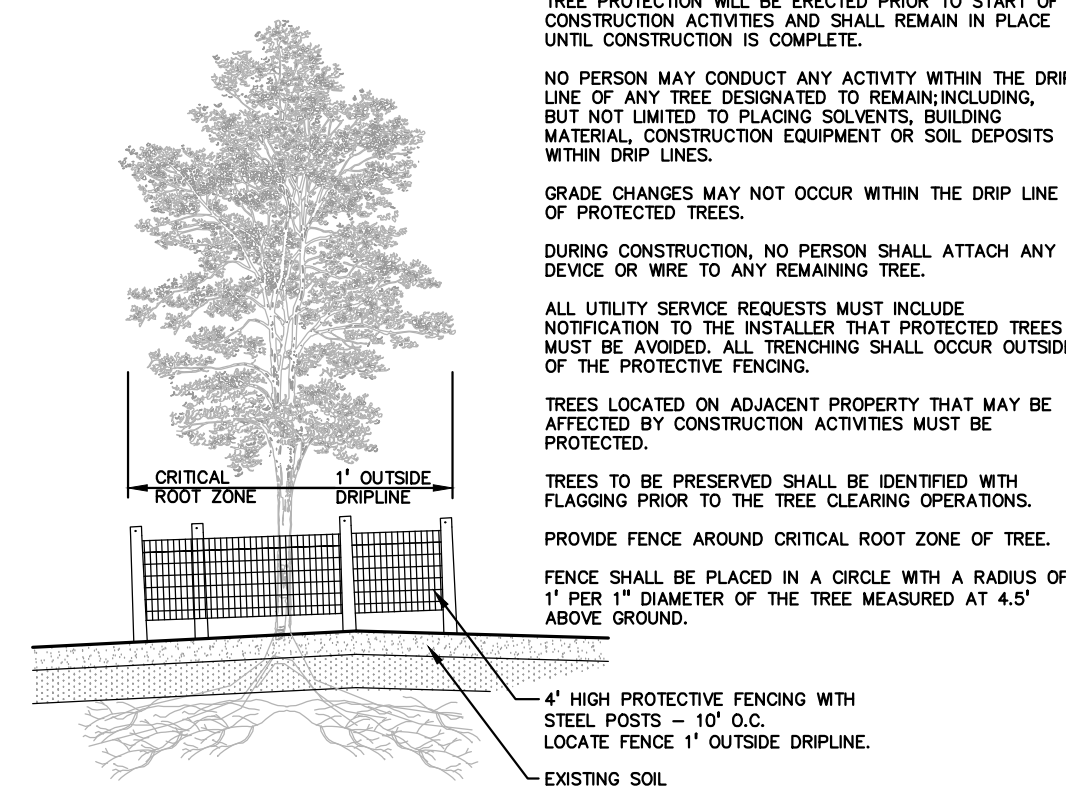 TREE PROTECTION WILL BE ERECTED PRIOR TO START OF
CONSTRUCTION ACTIVITIES AND SHALL REMAIN IN PLACE
UNTIL CONSTRUCTION IS COMPLETE.
NO PERSON MAY CONDUCT ANY ACTIVITY WITHIN THE DRIP
LINE OF ANY TREE DESIGNATED TO REMAIN; INCLUDING,
BUT NOT LIMITED TO PLACING SOLVENTS, BUILDING
MATERIAL, CONSTRUCTION EQUIPMENT OR SOIL DEPOSITS
WITHIN DRIP LINES.
GRADE CHANGES MAY NOT OCCUR WITHIN THE DRIP LINE
OF PROTECTED TREES.
DURING CONSTRUCTION, NO PERSON SHALL ATTACH ANY
DEVICE OR WIRE TO ANY REMAINING TREE.
ALL UTILITY SERVICE REQUESTS MUST INCLUDE
NOTIFICATION TO THE INSTALLER THAT PROTECTED TREES
MUST BE AVOIDED. ALL TRENCHING SHALL OCCUR OUTSIDE
OF THE PROTECTIVE FENCING.
TREES LOCATED ON ADJACENT PROPERTY THAT MAY BE
AFFECTED BY CONSTRUCTION ACTIVITIES MUST BE
PROTECTED.
TREES TO BE PRESERVED SHALL BE IDENTIFIED WITH
FLAGGING PRIOR TO THE TREE CLEARING OPERATIONS.
PROVIDE FENCE AROUND CRITICAL ROOT ZONE OF TREE.
FENCE SHALL BE PLACED IN A CIRCLE WITH A RADIUS OF
1' PER 1" DIAMETER OF THE TREE MEASURED AT 4.5'
ABOVE GROUND.
CRITICAL
ROOT ZONE
1' OUTSIDE
DRIPLINE
4' HIGH PROTECTIVE FENCING WITH
STEEL POSTS – 10' O.C.
LOCATE FENCE 1' OUTSIDE DRIPLINE.
EXISTING SOIL